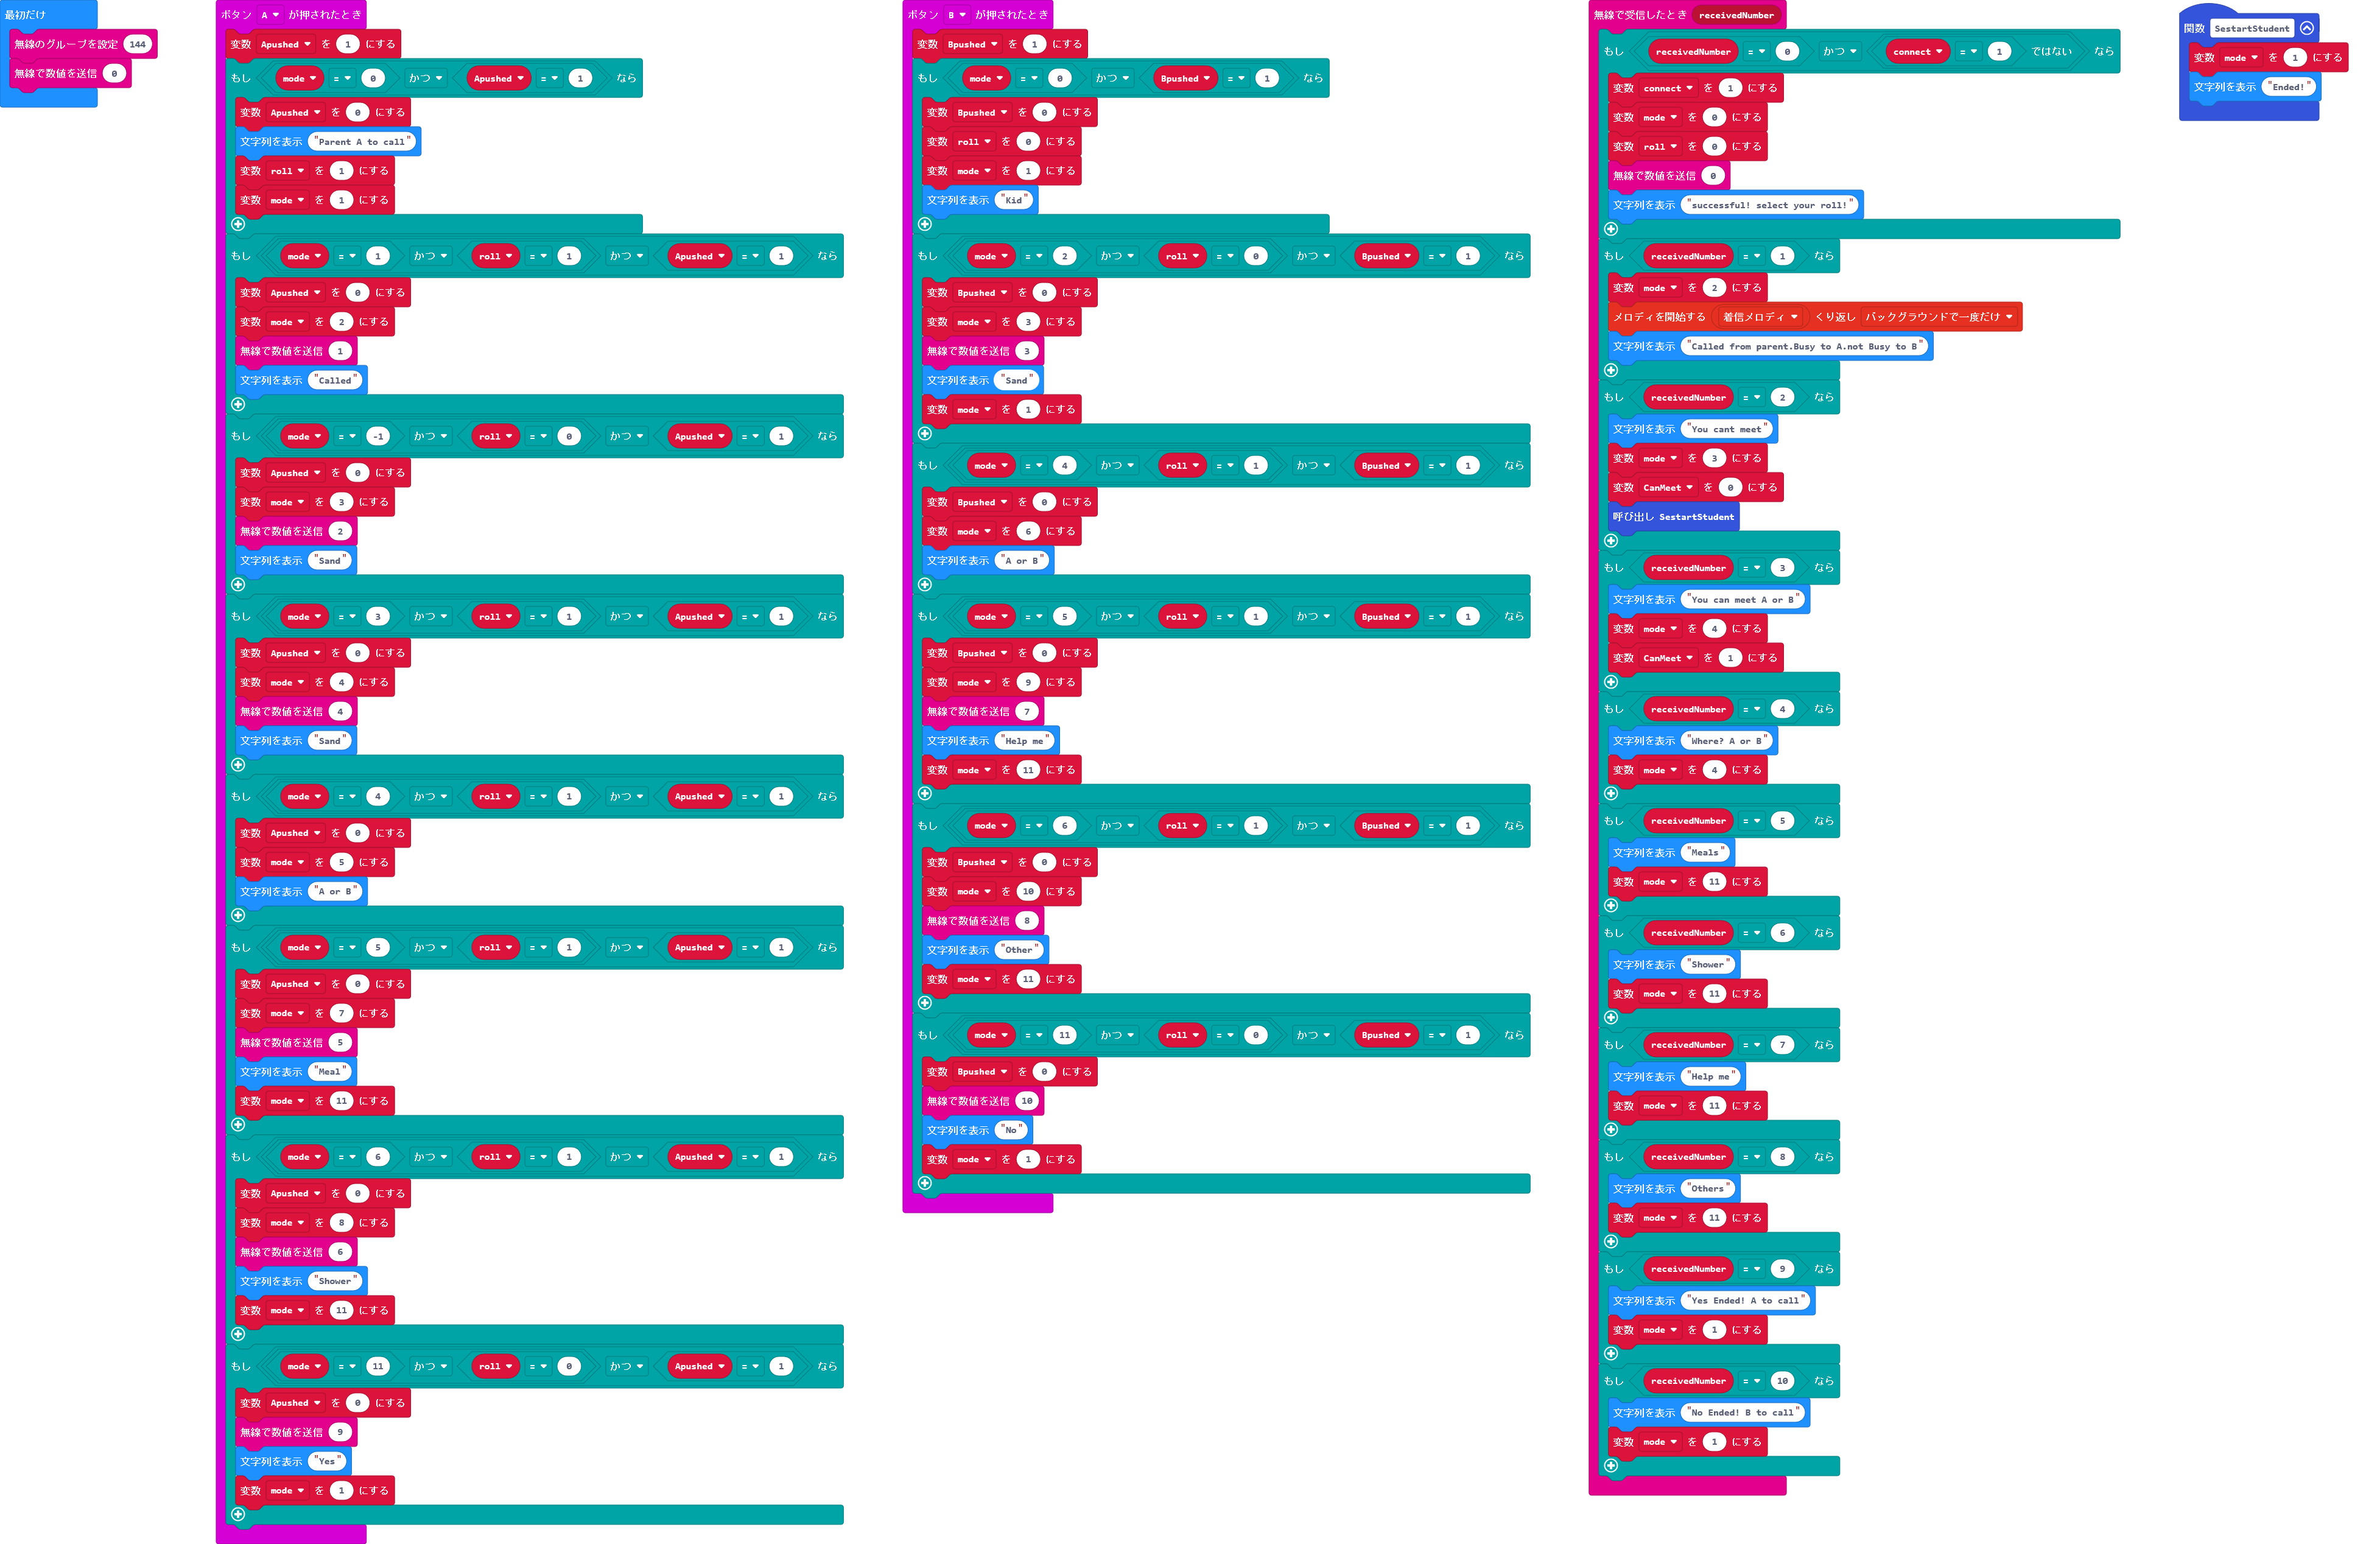 最初だけ
無線のグループを設定 144
無線で数値を送信 0
ボタン A が押されたとき
変数 Apushed を 1 にする
もし mode = 0 かつ Apushed = 1 なら
変数 Apushed を 0 にする
文字列を表示 "Parent A to call"
変数 roll を 1 にする
変数 mode を 1 にする
もし mode = 1 かつ roll = 1 かつ Apushed = 1 なら
変数 Apushed を 0 にする
変数 mode を 2 にする
無線で数値を送信 1
文字列を表示 "Called"
もし mode = -1 かつ roll = 0 かつ Apushed = 1 なら
変数 Apushed を 0 にする
変数 mode を 3 にする
無線で数値を送信 2
文字列を表示 "Sand"
もし mode = 3 かつ roll = 1 かつ Apushed = 1 なら
変数 Apushed を 0 にする
変数 mode を 4 にする
無線で数値を送信 4
文字列を表示 "Sand"
もし mode = 4 かつ roll = 1 かつ Apushed = 1 なら
変数 Apushed を 0 にする
変数 mode を 5 にする
文字列を表示 "A or B"
もし mode = 5 かつ roll = 1 かつ Apushed = 1 なら
変数 Apushed を 0 にする
変数 mode を 7 にする
無線で数値を送信 5
文字列を表示 "Meal"
変数 mode を 11 にする
もし mode = 6 かつ roll = 1 かつ Apushed = 1 なら
変数 Apushed を 0 にする
変数 mode を 8 にする
無線で数値を送信 6
文字列を表示 "Shower"
変数 mode を 11 にする
もし mode = 11 かつ roll = 0 かつ Apushed = 1 なら
変数 Apushed を 0 にする
無線で数値を送信 9
文字列を表示 "Yes"
変数 mode を 1 にする
ボタン B が押されたとき
変数 Bpushed を 1 にする
もし mode = 0 かつ Bpushed = 1 なら
変数 Bpushed を 0 にする
変数 roll を 0 にする
変数 mode を 1 にする
文字列を表示 "Kid"
もし mode = 2 かつ roll = 0 かつ Bpushed = 1 なら
変数 Bpushed を 0 にする
変数 mode を 3 にする
無線で数値を送信 3
文字列を表示 "Sand"
変数 mode を 1 にする
もし mode = 4 かつ roll = 1 かつ Bpushed = 1 なら
変数 Bpushed を 0 にする
変数 mode を 6 にする
文字列を表示 "A or B"
もし mode = 5 かつ roll = 1 かつ Bpushed = 1 なら
変数 Bpushed を 0 にする
変数 mode を 9 にする
無線で数値を送信 7
文字列を表示 "Help me"
変数 mode を 11 にする
もし mode = 6 かつ roll = 1 かつ Bpushed = 1 なら
変数 Bpushed を 0 にする
変数 mode を 10 にする
無線で数値を送信 8
文字列を表示 "Other"
変数 mode を 11 にする
もし mode = 11 かつ roll = 0 かつ Bpushed = 1 なら
変数 Bpushed を 0 にする
無線で数値を送信 10
文字列を表示 "No"
変数 mode を 1 にする
無線で受信したとき receivedNumber
もし receivedNumber = 0 かつ connect = 1 ではない なら
変数 connect を 1 にする
変数 mode を 0 にする
変数 roll を 0 にする
無線で数値を送信 0
文字列を表示 "successful! select your roll!"
もし receivedNumber = 1 なら
変数 mode を 2 にする
メロディを開始する 着信メロディ くり返し バックグラウンドで一度だけ
文字列を表示 "Called from parent.Busy to A.not Busy to B"
もし receivedNumber = 2 なら
文字列を表示 "You cant meet"
変数 mode を 3 にする
変数 CanMeet を 0 にする
呼び出し SestartStudent
もし receivedNumber = 3 なら
文字列を表示 "You can meet A or B"
変数 mode を 4 にする
変数 CanMeet を 1 にする
もし receivedNumber = 4 なら
文字列を表示 "Where? A or B"
変数 mode を 4 にする
もし receivedNumber = 5 なら
文字列を表示 "Meals"
変数 mode を 11 にする
もし receivedNumber = 6 なら
文字列を表示 "Shower"
変数 mode を 11 にする
もし receivedNumber = 7 なら
文字列を表示 "Help me"
変数 mode を 11 にする
もし receivedNumber = 8 なら
文字列を表示 "Others"
変数 mode を 11 にする
もし receivedNumber = 9 なら
文字列を表示 "Yes Ended! A to call"
変数 mode を 1 にする
もし receivedNumber = 10 なら
文字列を表示 "No Ended! B to call"
変数 mode を 1 にする
関数 SestartStudent
変数 mode を 1 にする
文字列を表示 "Ended!"